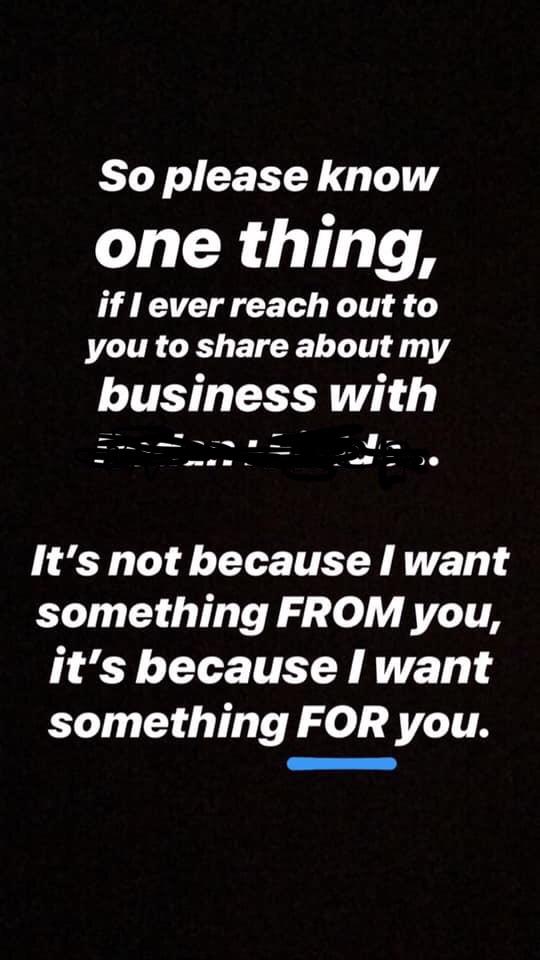 So please know
one thing,
if I ever reach out to
you to share about my
business with
.
It's not because I want
something FROM you,
it's because I want
something FOR you.